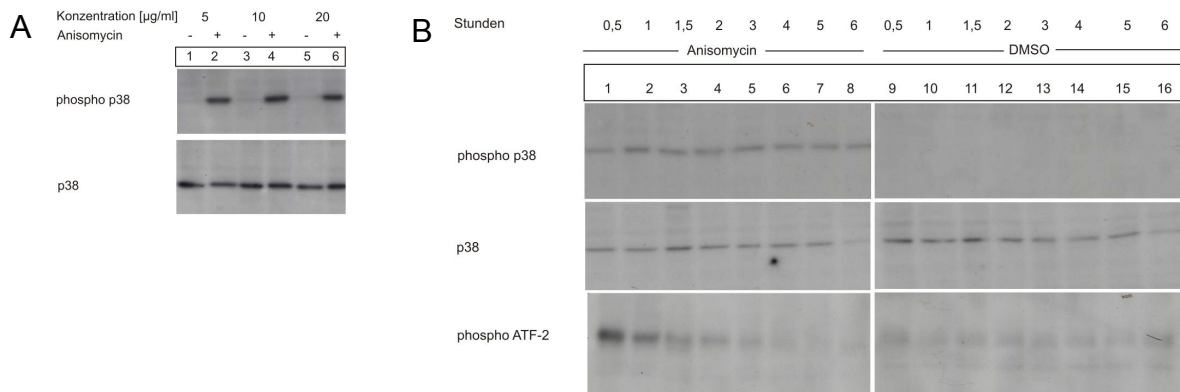 A
Konzentration [µg/ml] 5 10 20
Anisomycin - + - + - +
1 2 3 4 5 6
phospho p38
p38
B
Stunden 0,5 1 1,5 2 3 4 5 6 0,5 1 1,5 2 3 4 5 6
Anisomycin DMSO
1 2 3 4 5 6 7 8 9 10 11 12 13 14 15 16
phospho p38
p38
phospho ATF-2